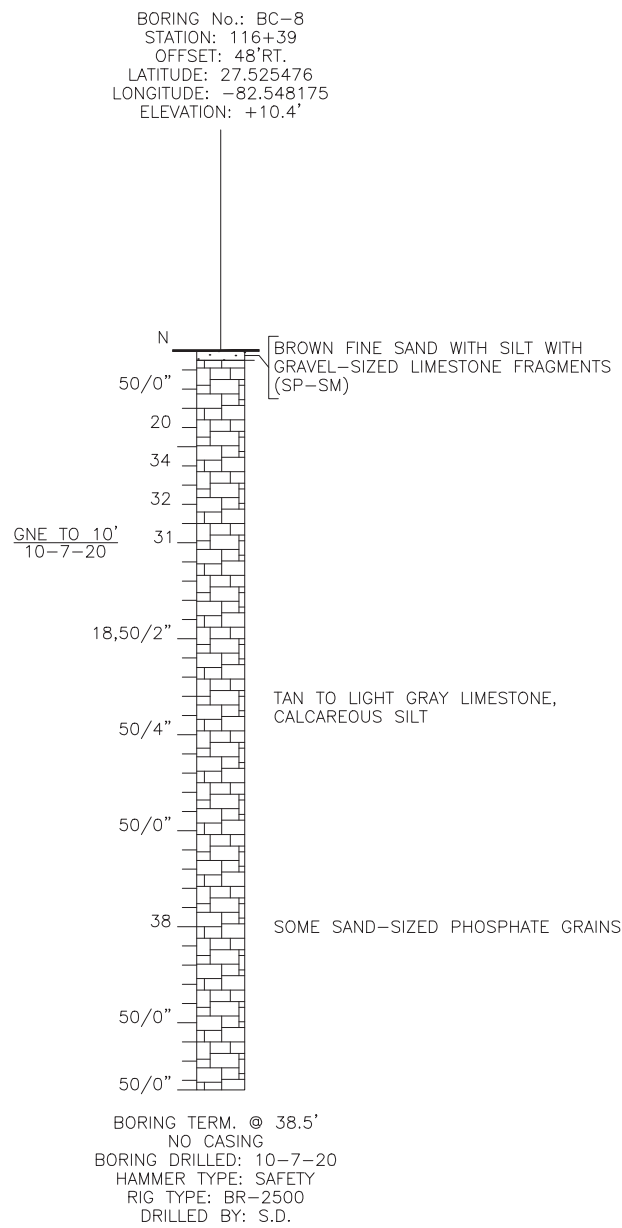 BORING No.: BC-8
STATION: 116+39
OFFSET: 48'RT.
LATITUDE: 27.525476
LONGITUDE: -82.548175
ELEVATION: +10.4'
N
BROWN FINE SAND WITH SILT WITH
GRAVEL-SIZED LIMESTONE FRAGMENTS
(SP-SM)
50/0"
20
34
32
GNE TO 10'
10-7-20
31
18,50/2"
TAN TO LIGHT GRAY LIMESTONE,
CALCAREOUS SILT
50/4"
50/0"
38
SOME SAND-SIZED PHOSPHATE GRAINS
50/0"
50/0"
BORING TERM. @ 38.5'
NO CASING
BORING DRILLED: 10-7-20
HAMMER TYPE: SAFETY
RIG TYPE: BR-2500
DRILLED BY: S.D.